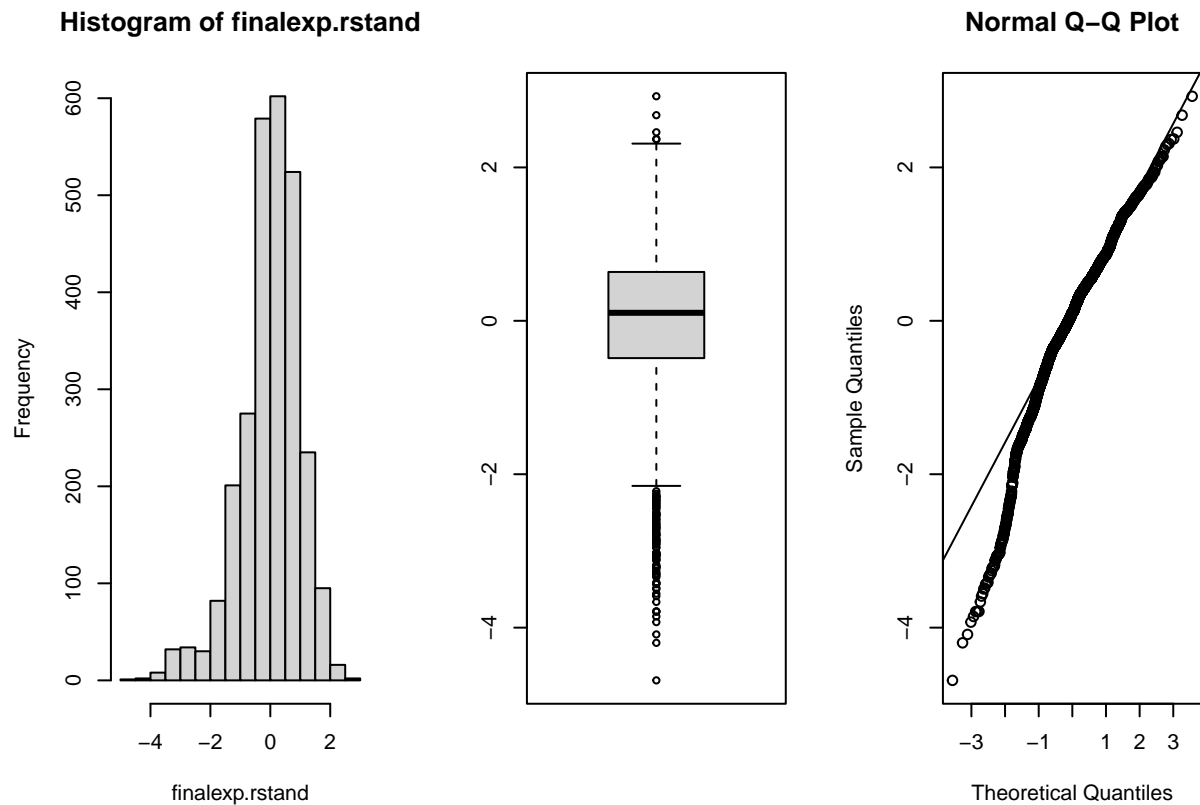 Histogram of finalexp.rstand
Frequency
600
500
400
300
200
100
0
−4 −2 0 2
finalexp.rstand
2
0
−2
−4
Normal Q−Q Plot
Sample Quantiles
2
0
−2
−4
−3 −1 1 2 3
Theoretical Quantiles